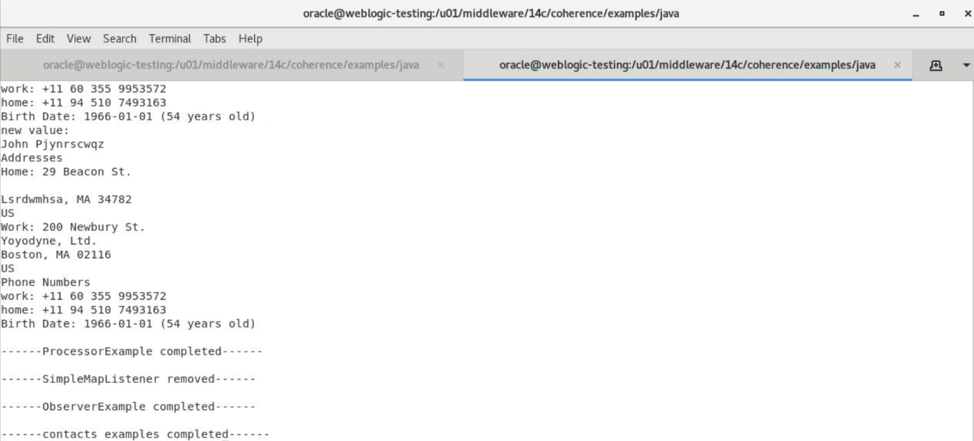 oracle@weblogic-testing:/u01/middleware/14c/coherence/examples/java
File Edit View Search Terminal Tabs Help
oracle@weblogic-testing:/u01/middleware/14c/coherence/examples/java × oracle@weblogic-testing:/u01/middleware/14c/coherence/examples/java ×
work: +11 60 355 9953572
home: +11 94 510 7493163
Birth Date: 1966-01-01 (54 years old)
new value:
John Pjynrscwqz
Addresses
Home: 29 Beacon St.
Lsrdwmhsa, MA 34782
US
Work: 200 Newbury St.
Yoyodyne, Ltd.
Boston, MA 02116
US
Phone Numbers
work: +11 60 355 9953572
home: +11 94 510 7493163
Birth Date: 1966-01-01 (54 years old)
------ProcessorExample completed------
------SimpleMapListener removed------
------ObserverExample completed------
------contacts examples completed------